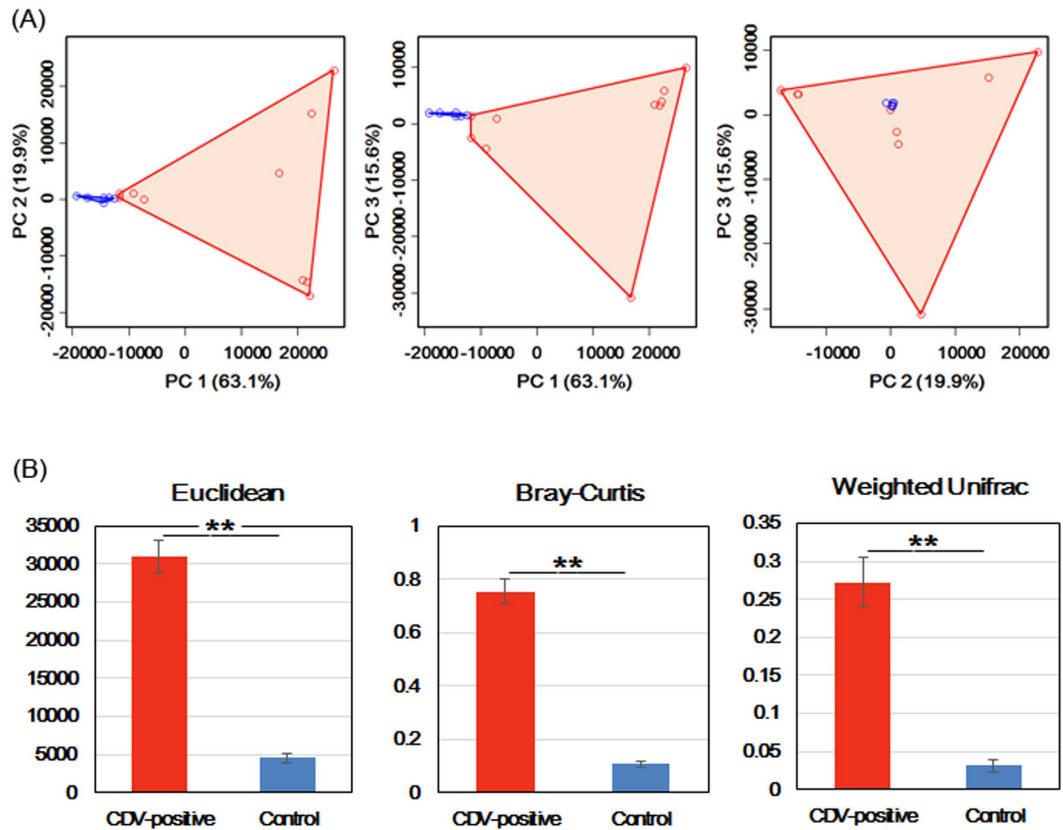 (A)
20000
10000
0
-10000
-20000
PC 2 (19.9%)
-20000 -10000 0 10000 20000
PC 1 (63.1%)
10000
0
-10000
-20000
-30000
PC 3 (15.6%)
-20000 -10000 0 10000 20000
PC 1 (63.1%)
10000
0
-10000
-20000
-30000
PC 3 (15.6%)
-10000 0 10000 20000
PC 2 (19.9%)
(B)
Euclidean
35000
30000
25000
20000
15000
10000
5000
0
**
CDV-positive Control
Bray-Curtis
1
0.8
0.6
0.4
0.2
0
**
CDV-positive Control
Weighted Unifrac
0.35
0.3
0.25
0.2
0.15
0.1
0.05
0
**
CDV-positive Control